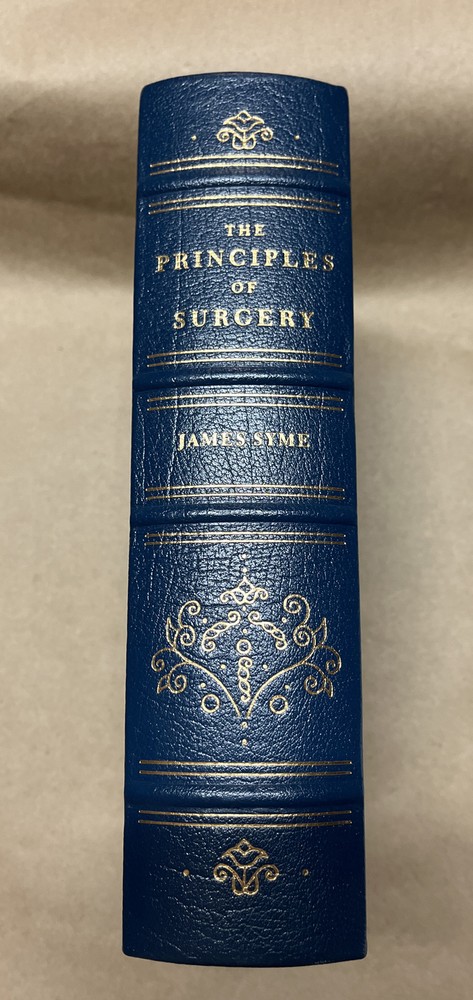 THE
PRINCIPLES
OF
SURGERY
JAMES SYME